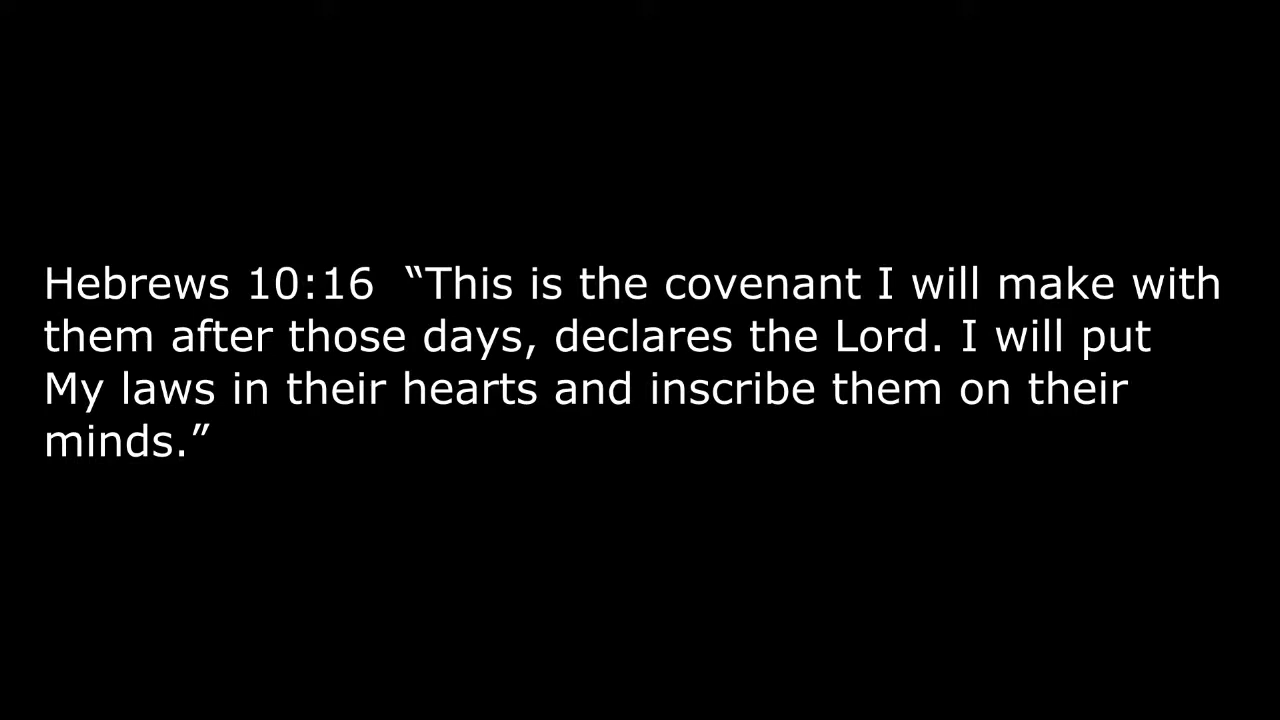 Hebrews 10:16  “This is the covenant I will make with
them after those days, declares the Lord. I will put
My laws in their hearts and inscribe them on their
minds.”